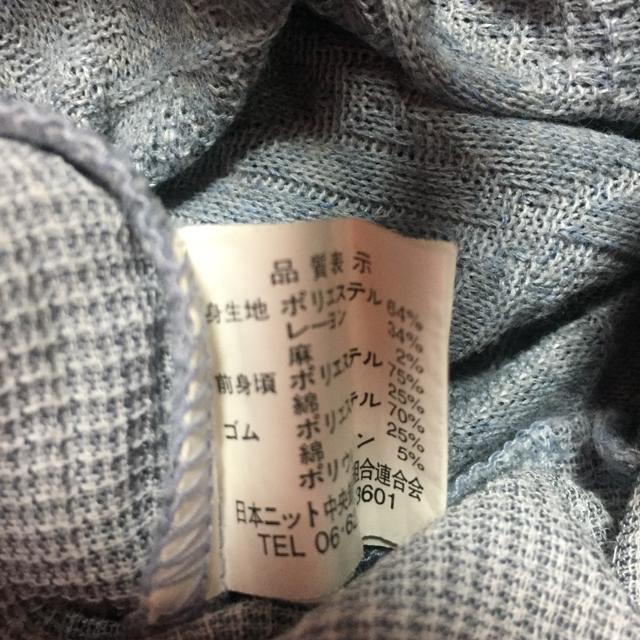 品質表示
身生地 ポリエステル 64%
レーヨン 34%
麻 2%
前身頃 ポリエステル 75%
綿 25%
ゴム ポリエステル 70%
綿 25%
ポリウ ン 5%
日本ニット中央 組合連合会
TEL 06-6 3601